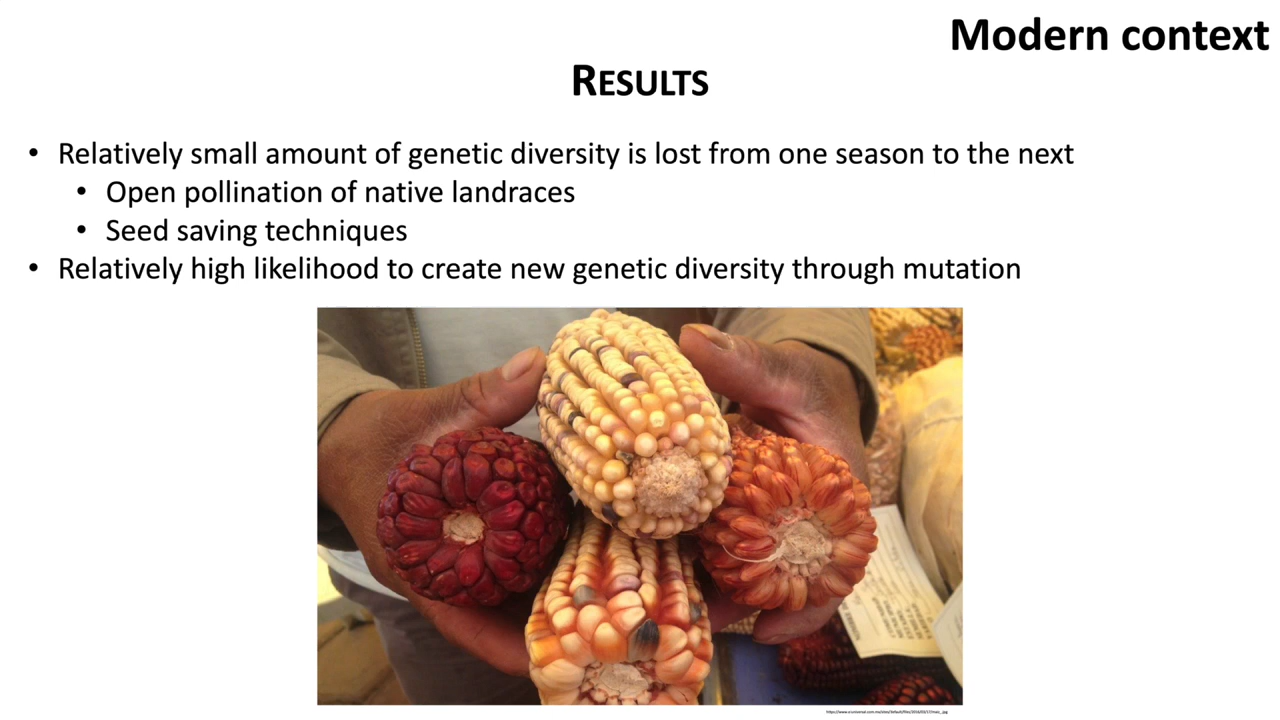 Modern context
RESULTS
• Relatively small amount of genetic diversity is lost from one season to the next
• Open pollination of native landraces
• Seed saving techniques
• Relatively high likelihood to create new genetic diversity through mutation